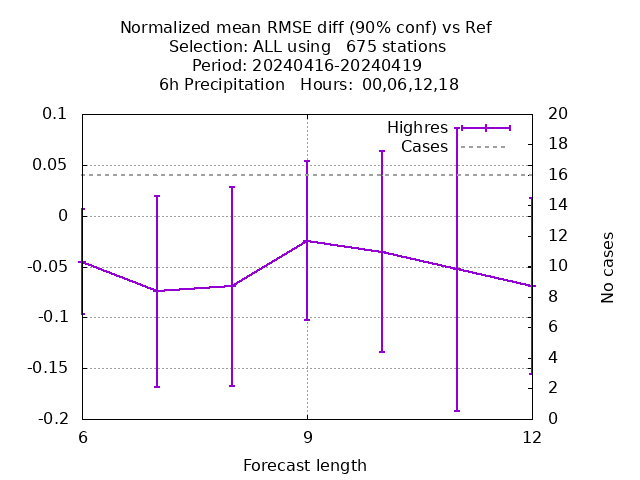 Normalized mean RMSE diff (90% conf) vs Ref
Selection: ALL using   675 stations
Period: 20240416-20240419
6h Precipitation   Hours:  00,06,12,18
Highres
Cases
0.1
0.05
0
-0.05
-0.1
-0.15
-0.2
20
18
16
14
12
10
8
6
4
2
0
No cases
6
9
12
Forecast length